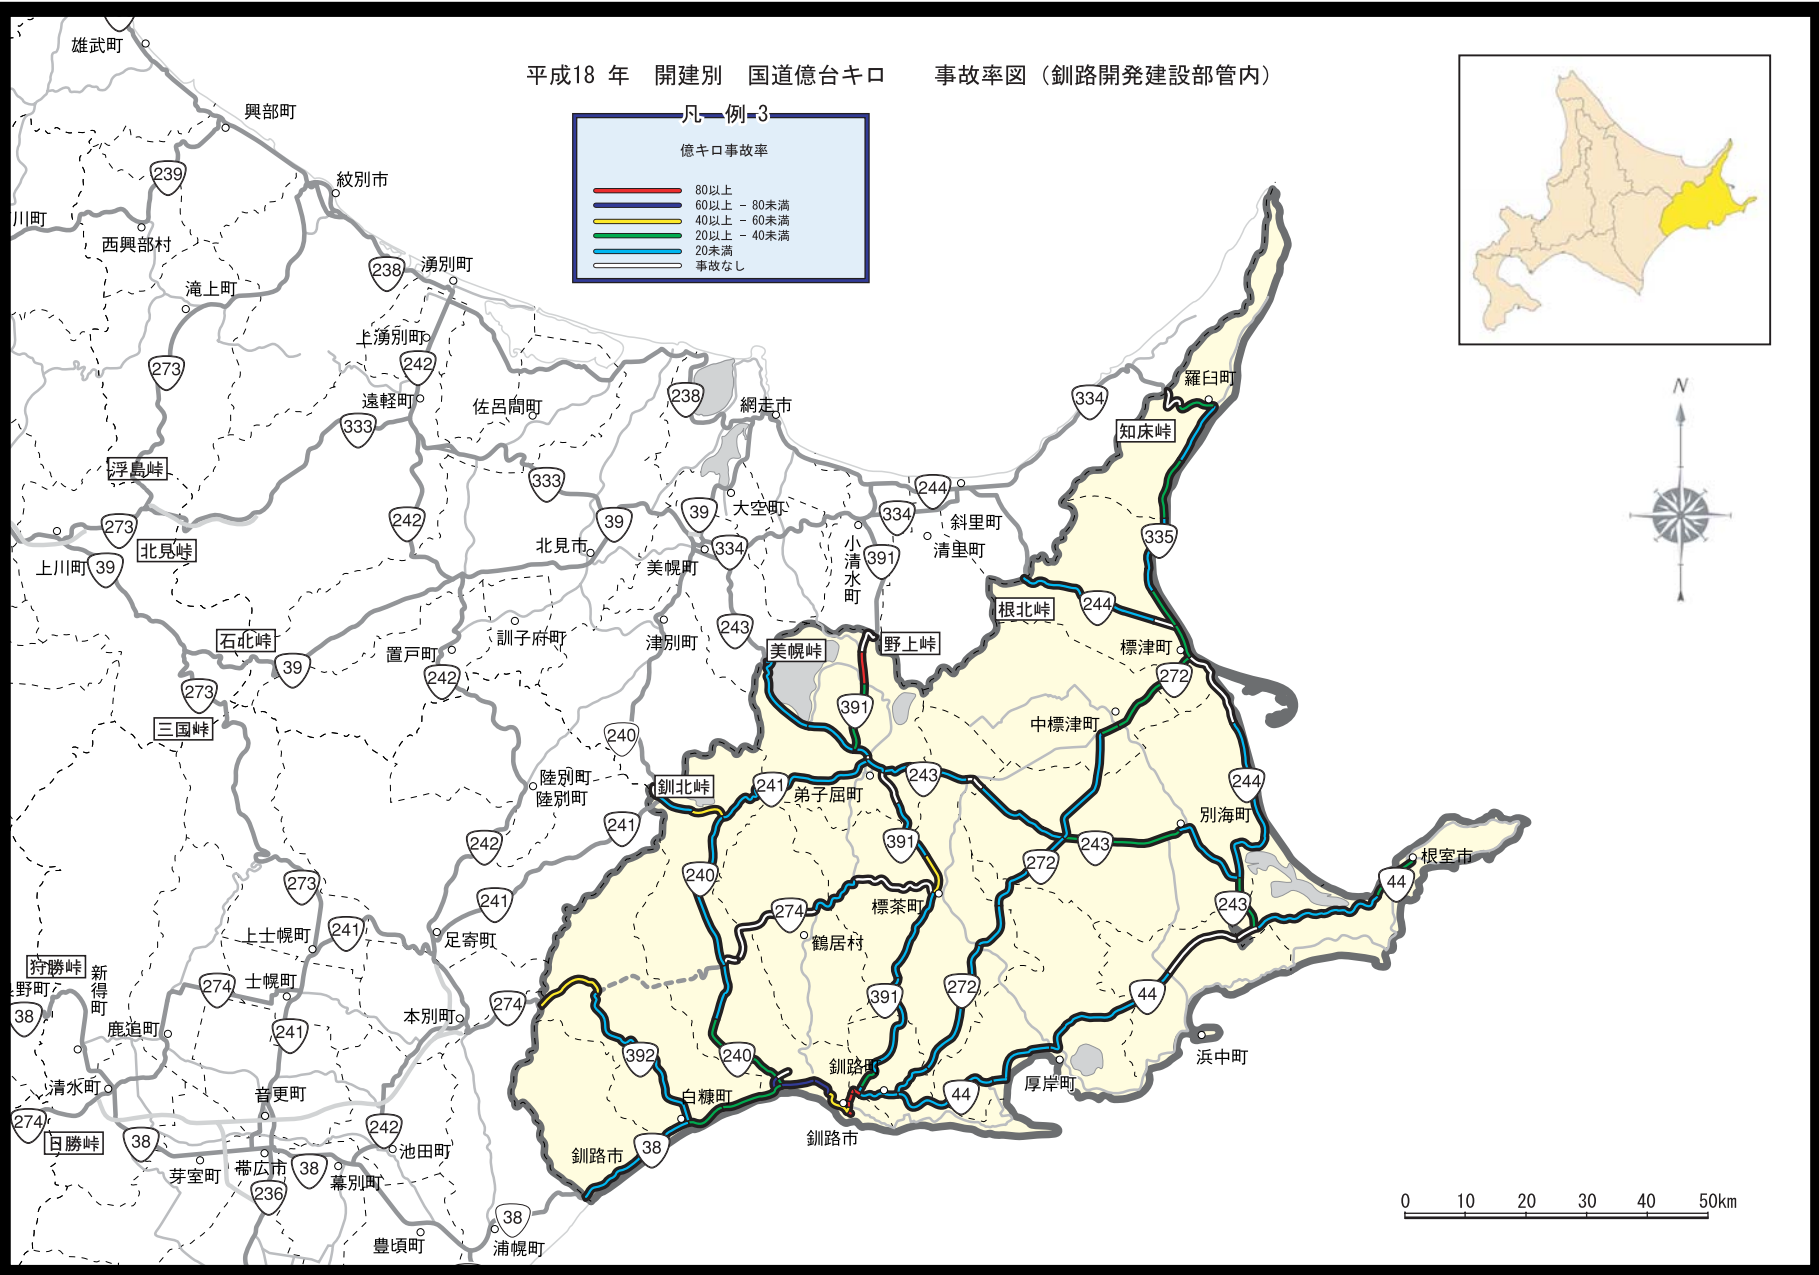 平成18 年　開建別　国道億台キロ　　事故率図（釧路開発建設部管内）
凡　例 3
億キロ事故率
80以上
60以上 － 80未満
40以上 － 60未満
20以上 － 40未満
20未満
事故なし
雄武町
興部町
239
紋別市
川町
西興部村
238
湧別町
滝上町
上湧別町
273
242
遠軽町
佐呂間町
238
網走市
334
羅臼町
知床峠
333
浮島峠
333
244
273
242
39
39
大空町
334
斜里町
335
北見峠
北見市
334
小清水町
391
清里町
上川町
39
美幌町
根北峠
244
石北峠
訓子府町
243
津別町
美幌峠
野上峠
標津町
置戸町
39
242
272
273
391
三国峠
240
中標津町
陸別町
陸別町
釧北峠
241
弟子屈町
243
244
241
別海町
242
391
243
272
根室市
240
273
44
241
274
標茶町
243
上士幌町
241
足寄町
鶴居村
狩勝峠
新得町
士幌町
274
391
272
44
274
38
本別町
鹿追町
241
浜中町
392
240
釧路町
厚岸町
清水町
音更町
白糠町
44
274
242
釧路市
日勝峠
38
池田町
38
釧路市
芽室町
帯広市
38
幕別町
236
38
豊頃町
浦幌町
N
0 10 20 30 40 50km